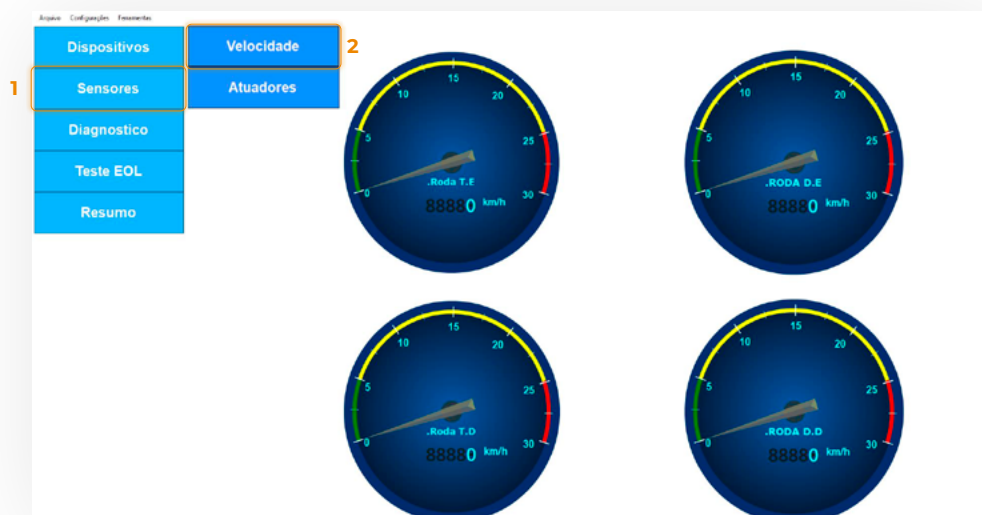 Arquivo Configurações Ferramentas
Dispositivos
Velocidade
2
1
Sensores
Atuadores
Diagnostico
Teste EOL
Resumo
0
5
10
15
20
25
30
.Roda T.E
88880 km/h
0
5
10
15
20
25
30
.RODA D.E
88880 km/h
0
5
10
15
20
25
30
.Roda T.D
88880 km/h
0
5
10
15
20
25
30
.RODA D.D
88880 km/h